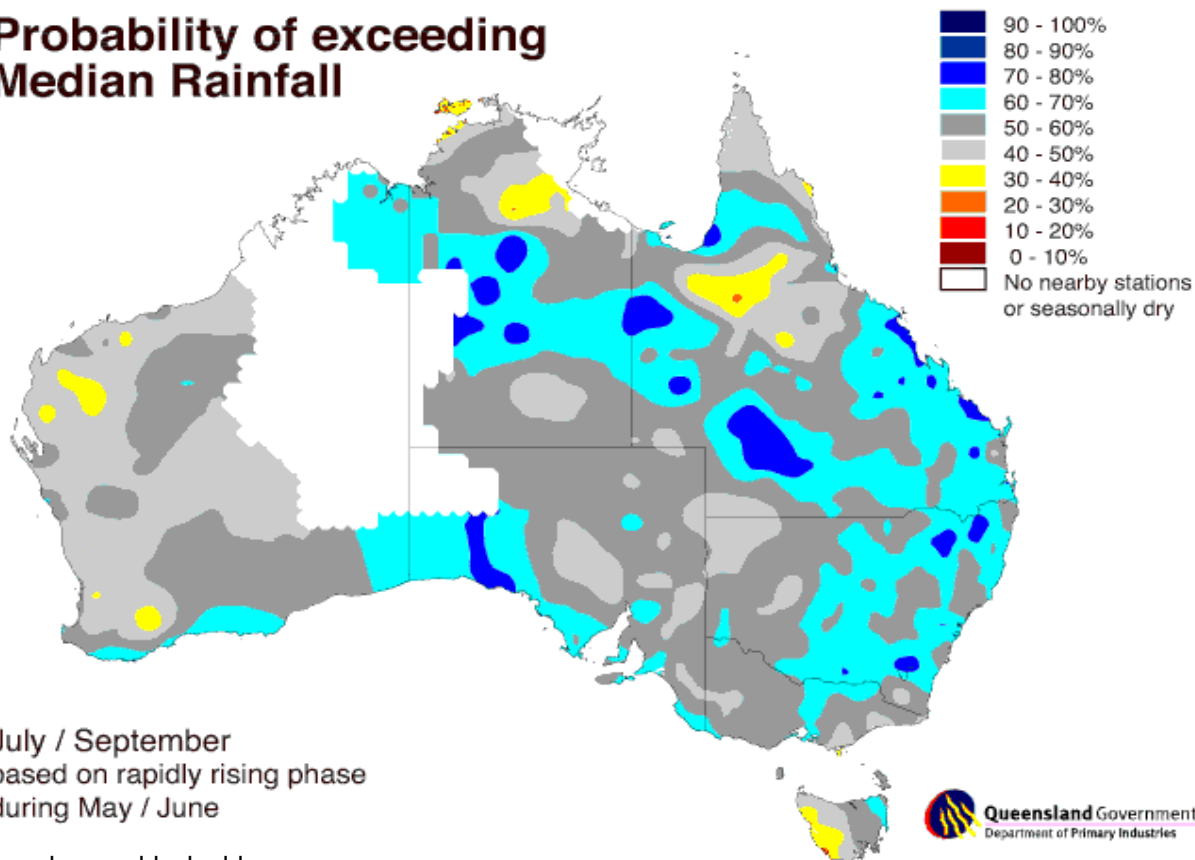 Probability of exceeding
Median Rainfall
90 - 100%
80 - 90%
70 - 80%
60 - 70%
50 - 60%
40 - 50%
30 - 40%
20 - 30%
10 - 20%
0 - 10%
No nearby stations
or seasonally dry
July / September
based on rapidly rising phase
during May / June
Queensland Government
Department of Primary Industries